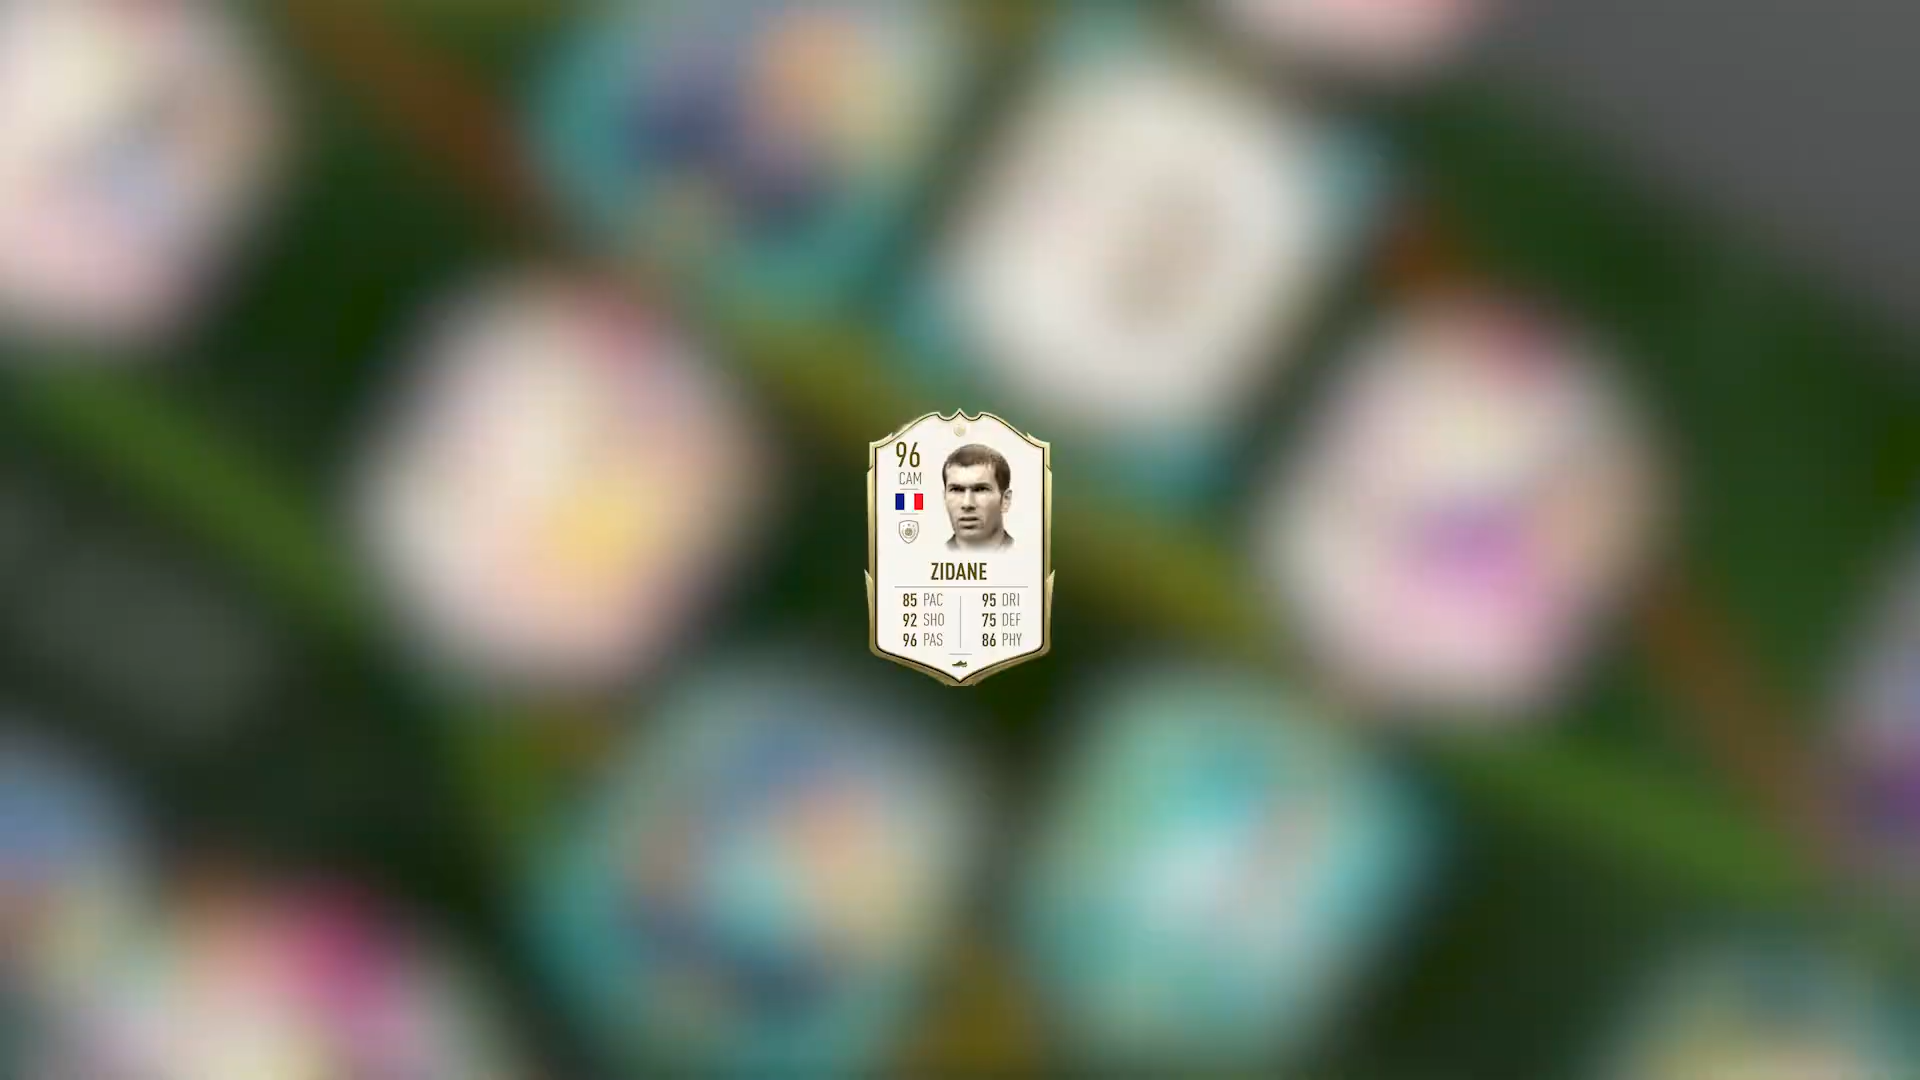 96
CAM
ZIDANE
85 PAC 95 DRI
92 SHO 75 DEF
96 PAS 86 PHY